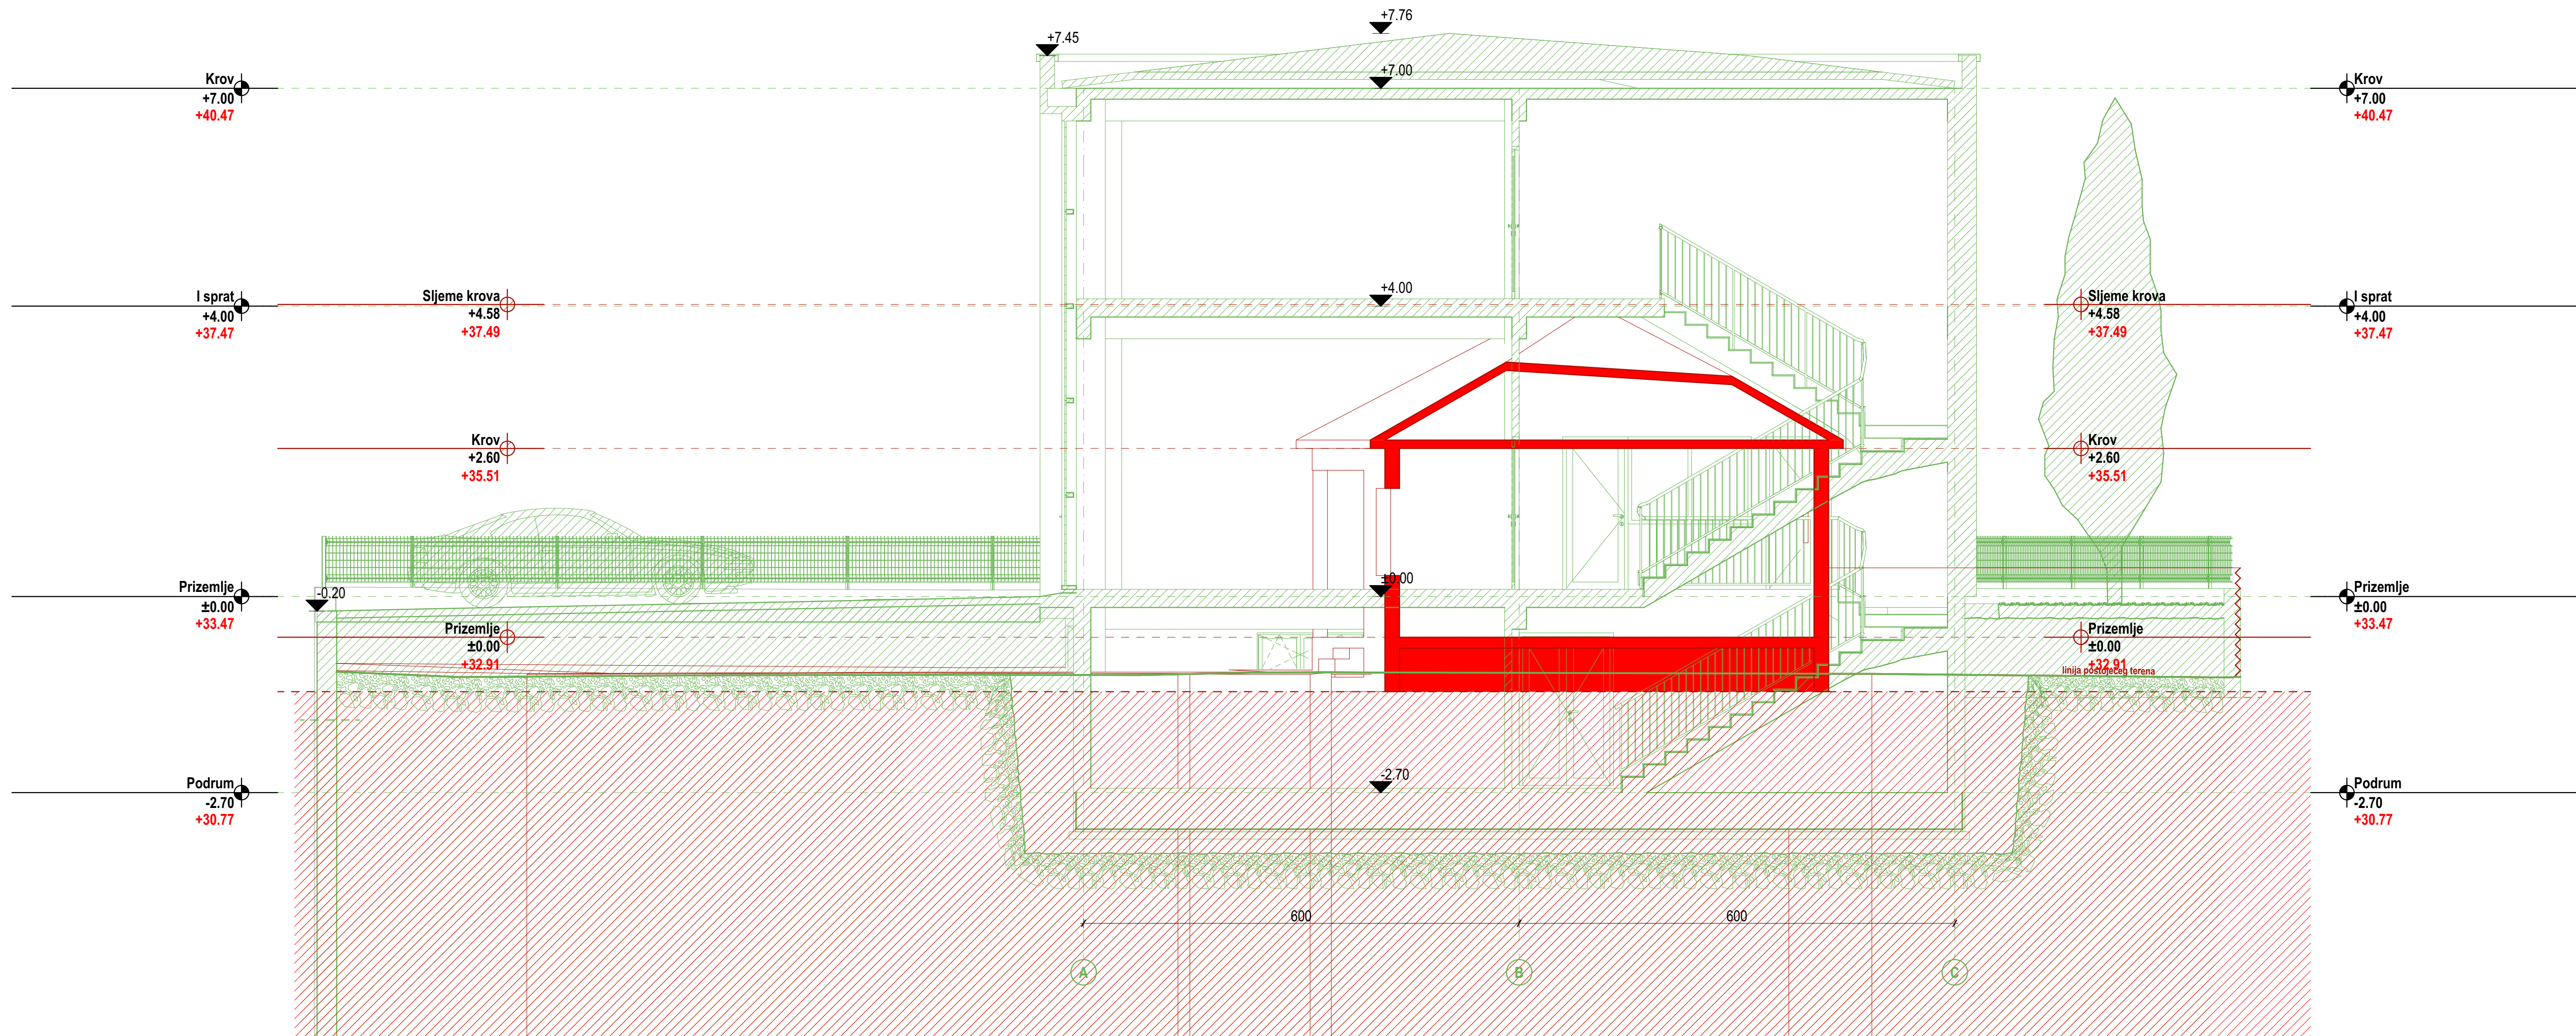 +7.76
+7.45
Krov
+7.00
+40.47
+7.00
Krov
+7.00
+40.47
I sprat
+4.00
+37.47
Sljeme krova
+4.58
+37.49
+4.00
Sljeme krova
+4.58
+37.49
I sprat
+4.00
+37.47
Krov
+2.60
+35.51
Krov
+2.60
+35.51
Prizemlje
±0.00
+33.47
-0.20
±0.00
Prizemlje
±0.00
+33.47
Prizemlje
±0.00
+32.91
Prizemlje
±0.00
+32.91
linija postojećeg terena
Podrum
-2.70
+30.77
-2.70
Podrum
-2.70
+30.77
600
600
A
B
C